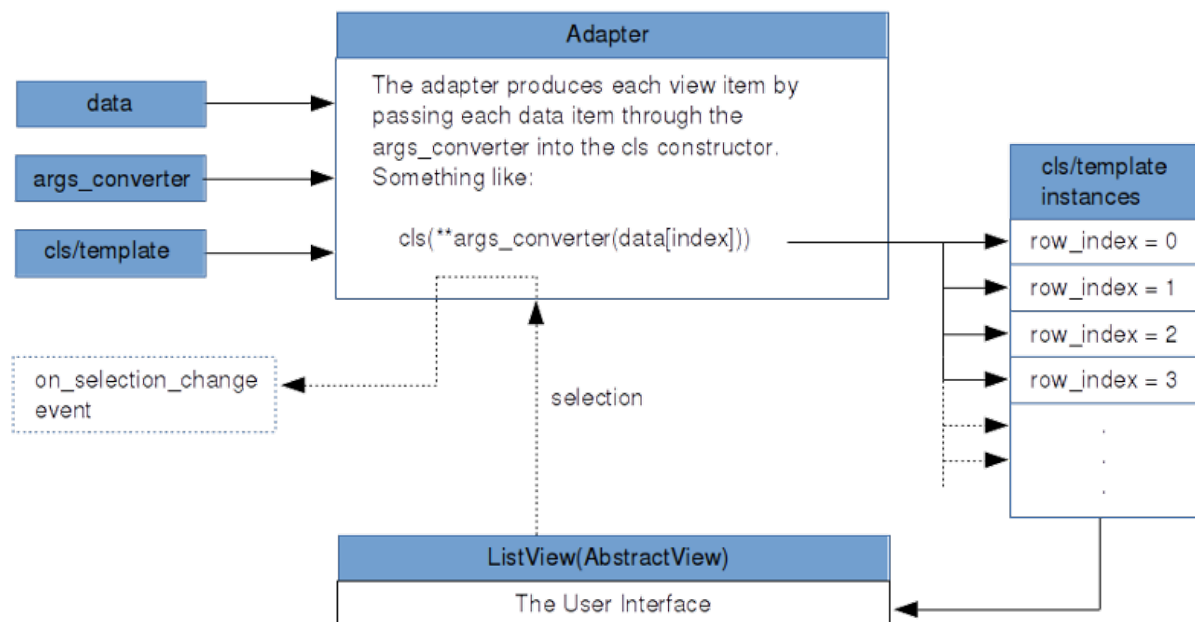 Adapter
The adapter produces each view item by
passing each data item through the
args_converter into the cls constructor.
Something like:
cls(**args_converter(data[index]))
data
args_converter
cls/template
on_selection_change
event
selection
cls/template
instances
row_index = 0
row_index = 1
row_index = 2
row_index = 3
.
.
.
ListView(AbstractView)
The User Interface